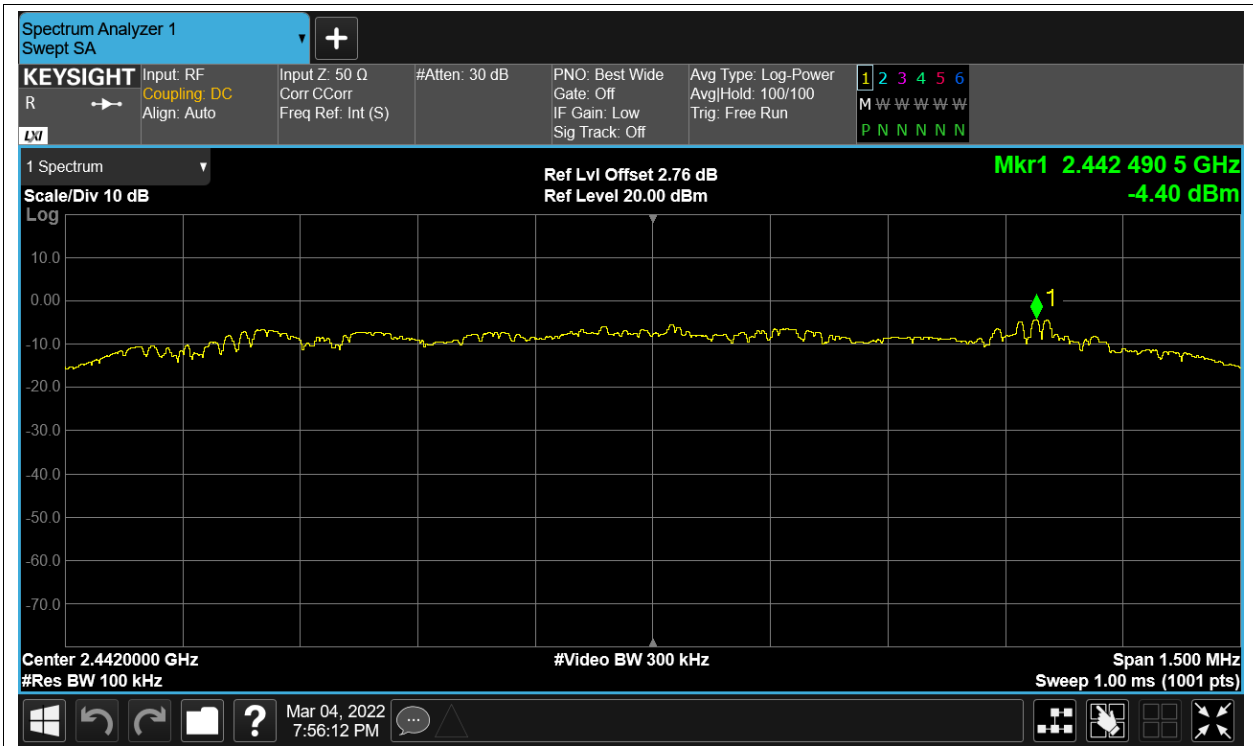 Spectrum Analyzer 1
Swept SA
KEYSIGHT
R
LXI
Input: RF
Coupling: DC
Align: Auto
Input Z: 50 Ω
Corr CCorr
Freq Ref: Int (S)
#Atten: 30 dB
PNO: Best Wide
Gate: Off
IF Gain: Low
Sig Track: Off
Avg Type: Log-Power
Avg|Hold: 100/100
Trig: Free Run
1 2 3 4 5 6
M W W W W W
P N N N N N
1 Spectrum
Scale/Div 10 dB
Log
Ref Lvl Offset 2.76 dB
Ref Level 20.00 dBm
Mkr1 2.442 490 5 GHz
-4.40 dBm
10.0
0.00
1
-10.0
-20.0
-30.0
-40.0
-50.0
-60.0
-70.0
Center 2.4420000 GHz
#Res BW 100 kHz
#Video BW 300 kHz
Span 1.500 MHz
Sweep 1.00 ms (1001 pts)
?
Mar 04, 2022
7:56:12 PM